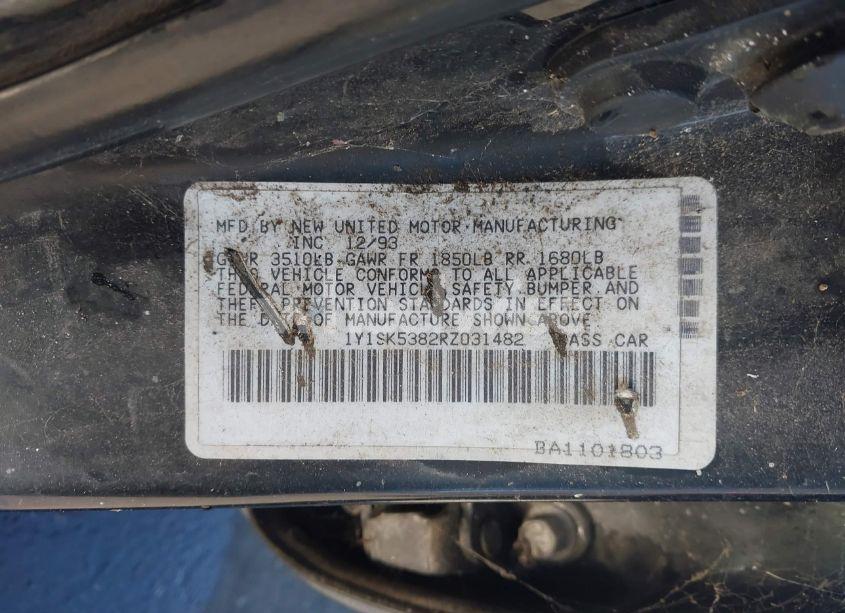 MFD BY NEW UNITED MOTOR MANUFACTURING
INC 12/93
GVWR 3510LB GAWR FR 1850LB RR 1680LB
THIS VEHICLE CONFORMS TO ALL APPLICABLE
FEDERAL MOTOR VEHICLE SAFETY, BUMPER AND
THEFT PREVENTION STANDARDS IN EFFECT ON
THE DATE OF MANUFACTURE SHOWN ABOVE
1Y1SK5382RZ031482 PASS CAR
BA1101803